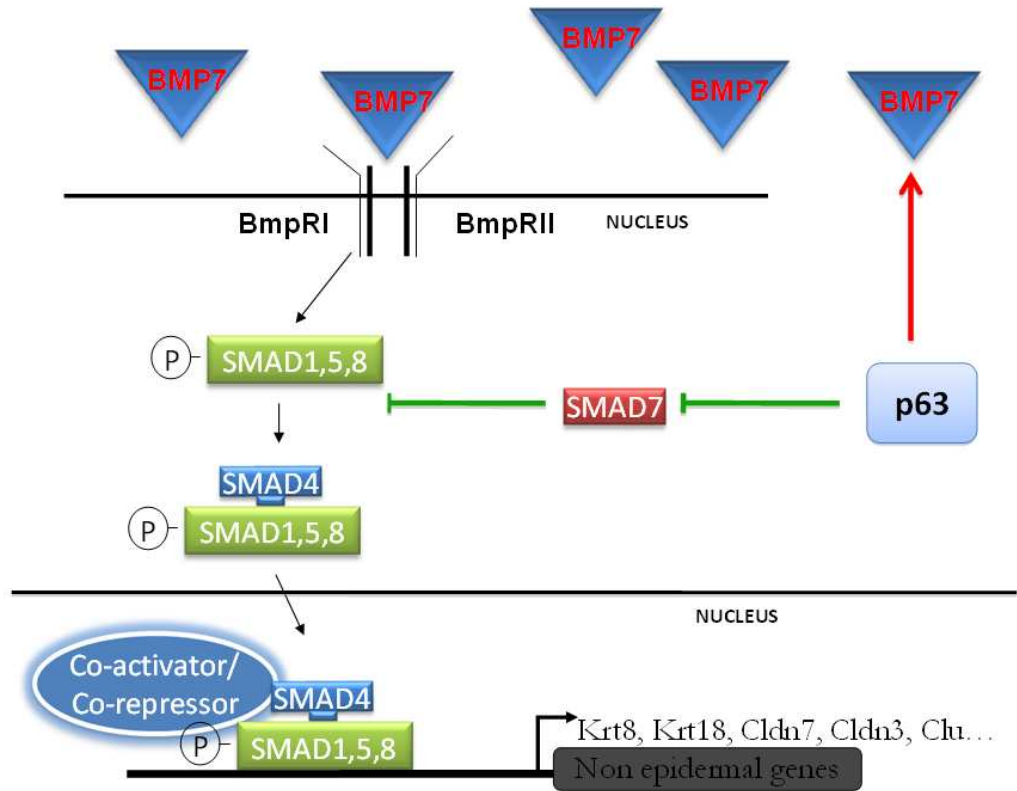 BMP7
BMP7
BMP7
BMP7
BMP7
BmpRI
BmpRII
NUCLEUS
P
SMAD1,5,8
SMAD7
p63
SMAD4
P
SMAD1,5,8
NUCLEUS
Co-activator/
Co-repressor
SMAD4
P
SMAD1,5,8
Krt8, Krt18, Cldn7, Cldn3, Clu…
Non epidermal genes